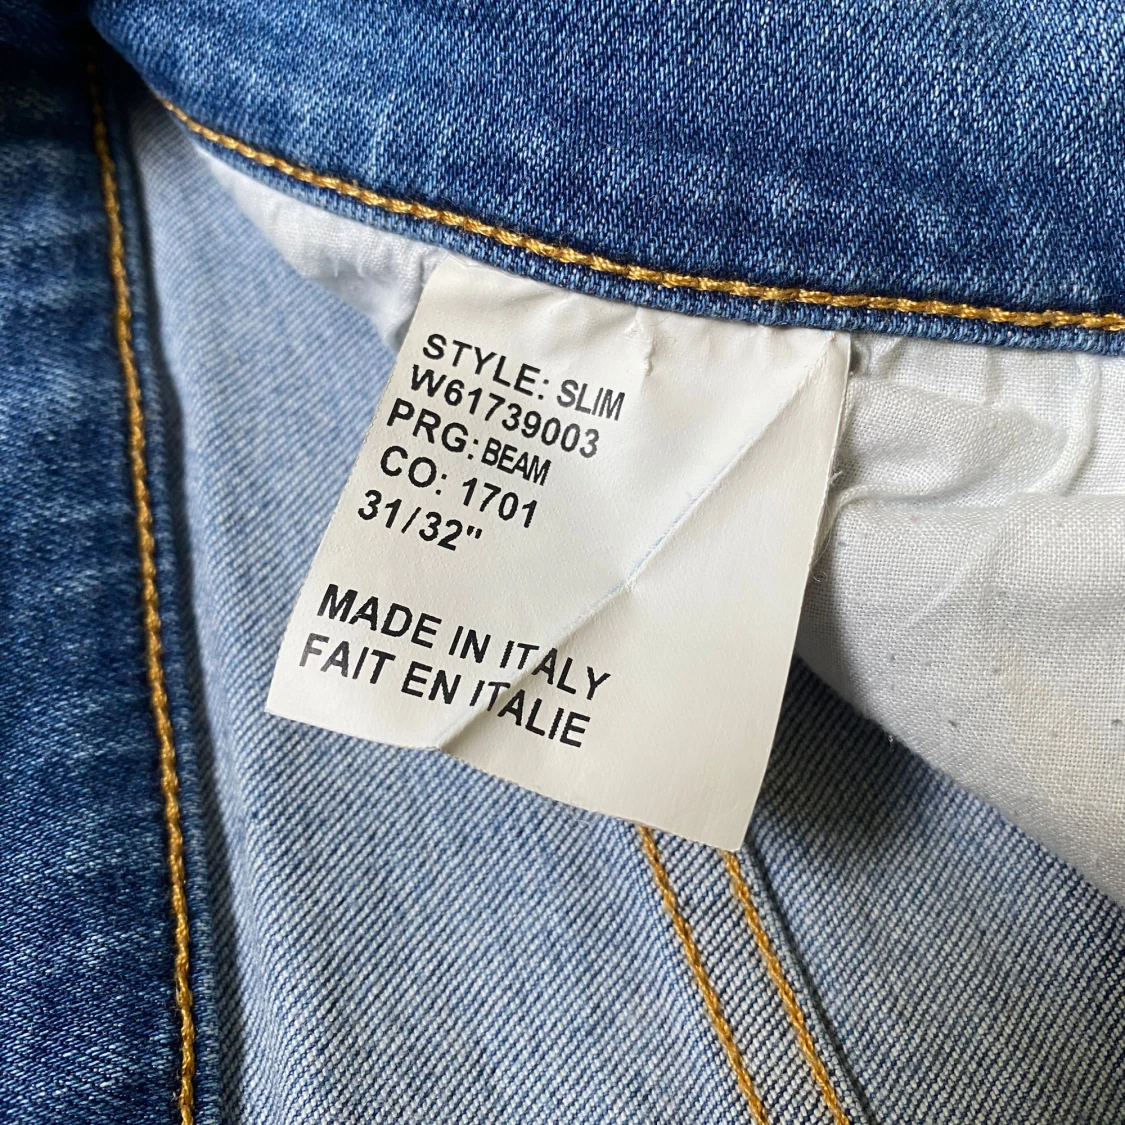 STYLE: SLIM
W61739003
PRG: BEAM
CO: 1701
31/32"
MADE IN ITALY
FAIT EN ITALIE